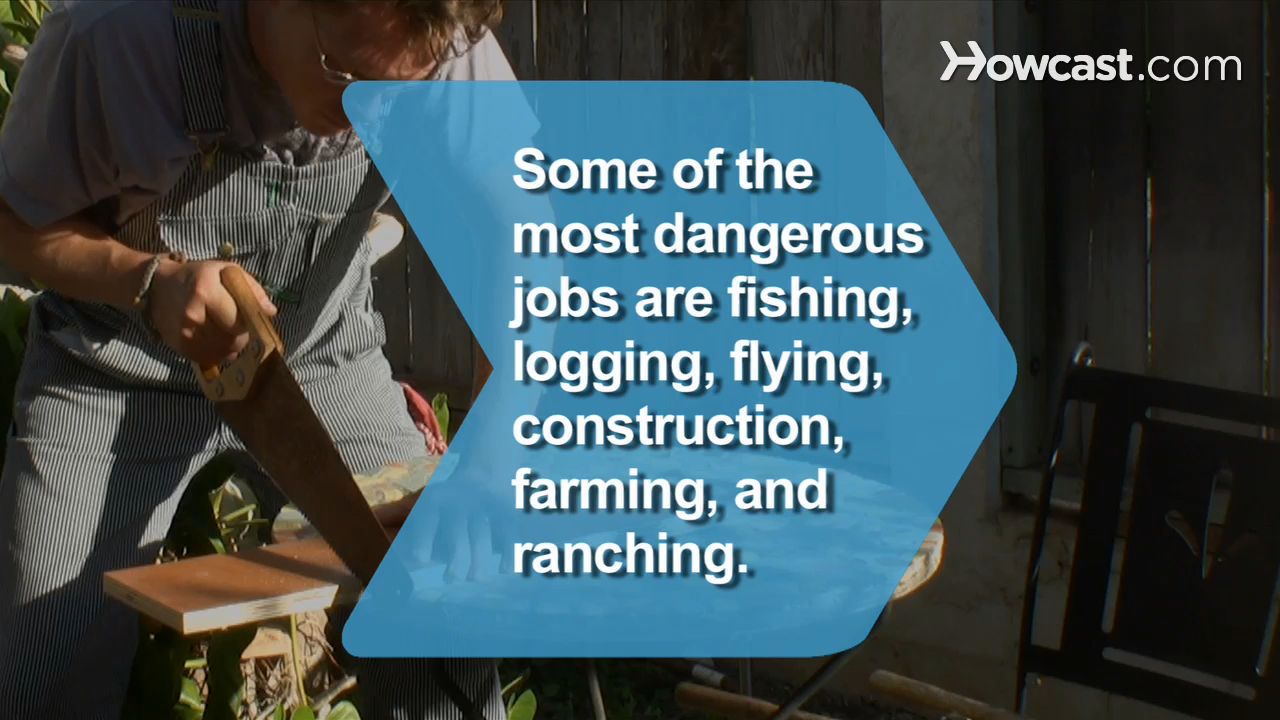 Howcast.com
Some of the
most dangerous
jobs are fishing,
logging, flying,
construction,
farming, and
ranching.